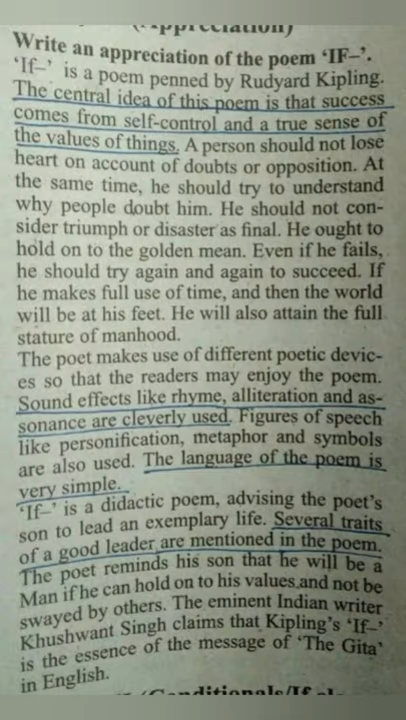 (Appreciation)
Write an appreciation of the poem ‘IF–’.
‘If–’ is a poem penned by Rudyard Kipling.
The central idea of this poem is that success
comes from self-control and a true sense of
the values of things. A person should not lose
heart on account of doubts or opposition. At
the same time, he should try to understand
why people doubt him. He should not con-
sider triumph or disaster as final. He ought to
hold on to the golden mean. Even if he fails,
he should try again and again to succeed. If
he makes full use of time, and then the world
will be at his feet. He will also attain the full
stature of manhood.
The poet makes use of different poetic devic-
es so that the readers may enjoy the poem.
Sound effects like rhyme, alliteration and as-
sonance are cleverly used. Figures of speech
like personification, metaphor and symbols
are also used. The language of the poem is
very simple.
‘If–’ is a didactic poem, advising the poet’s
son to lead an exemplary life. Several traits
of a good leader are mentioned in the poem.
The poet reminds his son that he will be a
Man if he can hold on to his values and not be
swayed by others. The eminent Indian writer
Khushwant Singh claims that Kipling’s ‘If–’
is the essence of the message of ‘The Gita’
in English.
(Conditionals/If